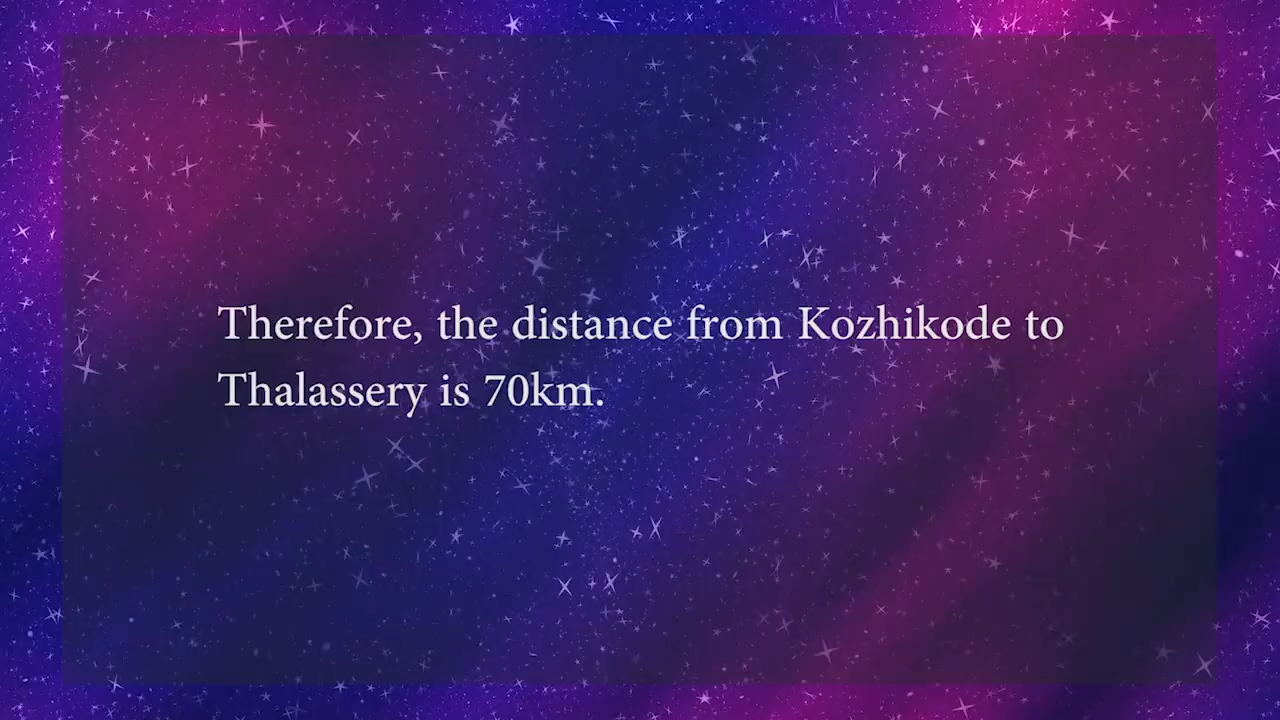 Therefore, the distance from Kozhikode to
Thalassery is 70km.